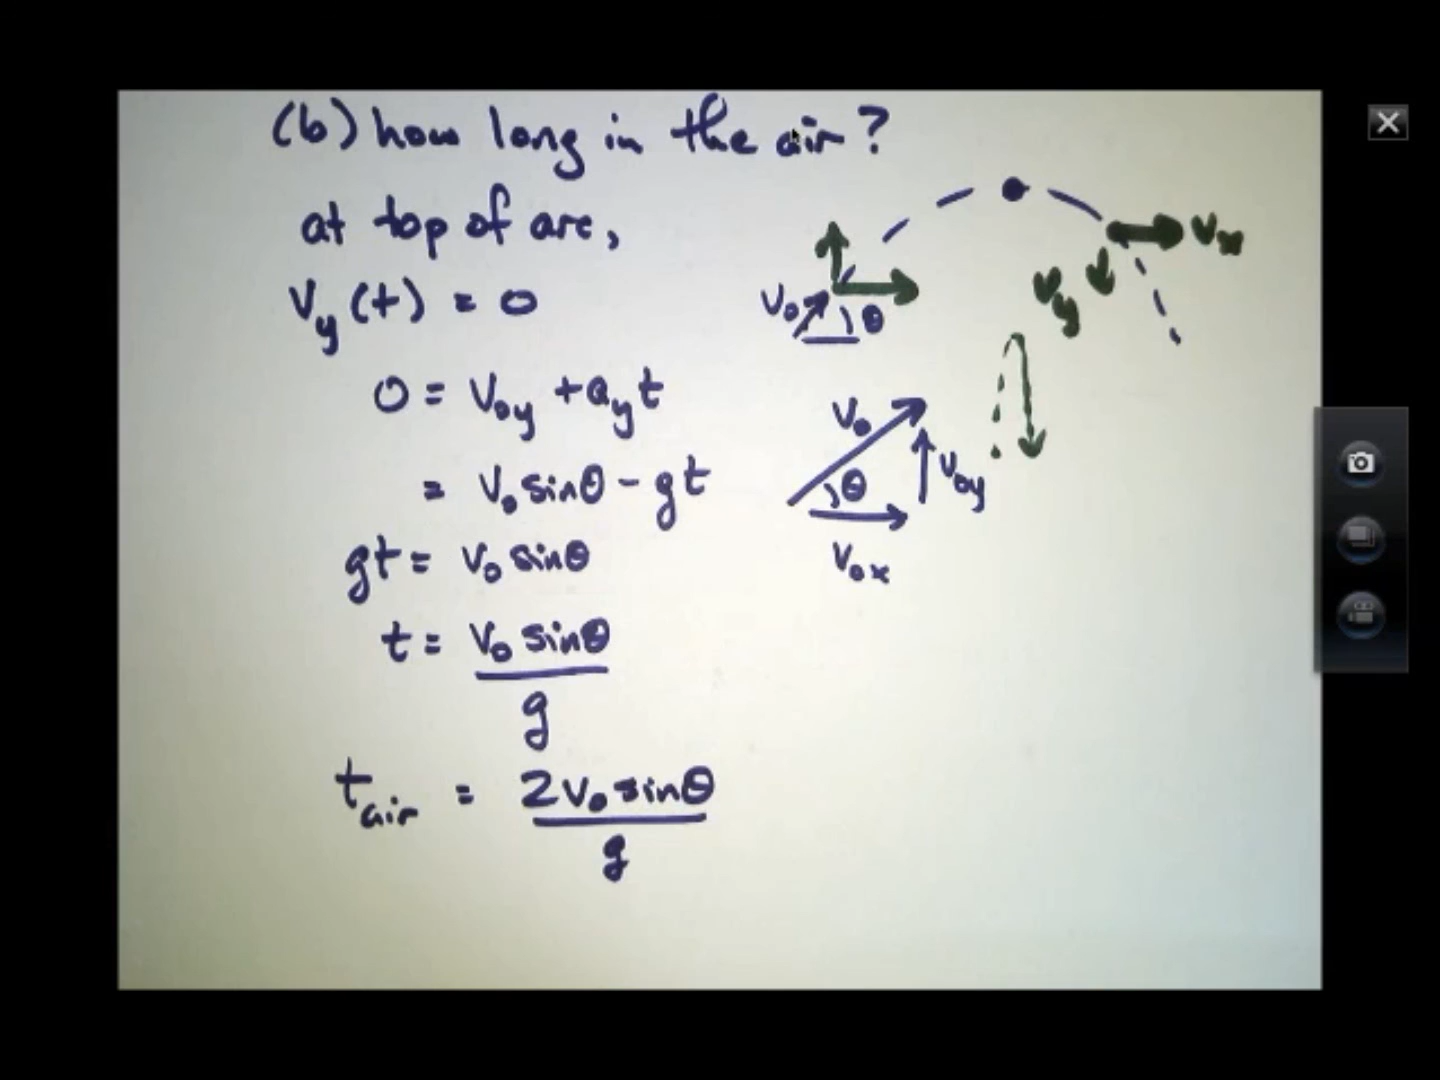 (b) how long in the air?
at top of arc,
Vy(t) = 0
0 = Voy + ayt
= Vo sinθ - gt
gt = Vo sinθ
t = Vo sinθ
g
tair = 2Vo sinθ
g
Vx
Vy
Vo
θ
Vo
θ
Voy
Vox